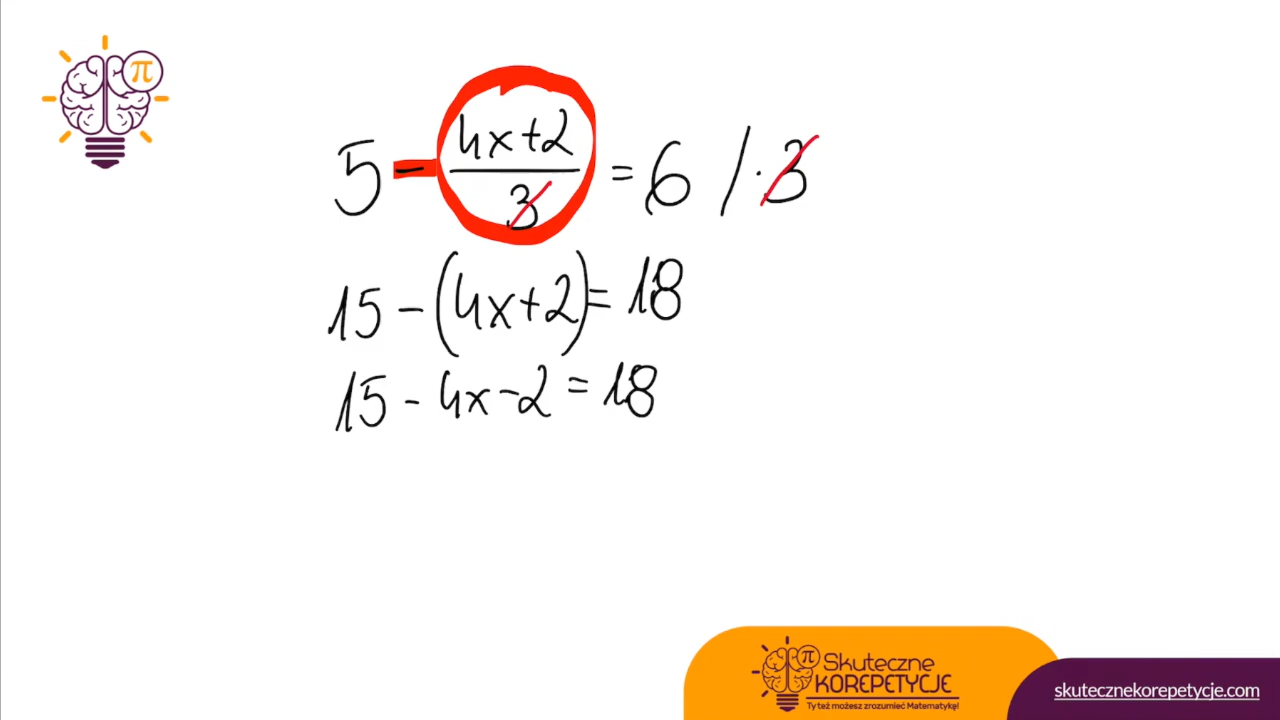 π
5 - \frac{4x+2}{3} = 6 / · 3
15 - (4x+2) = 18
15 - 4x - 2 = 18
π
Skuteczne
KOREPETYCJE
Ty też możesz zrozumieć Matematykę!
skutecznekorepetycje.com